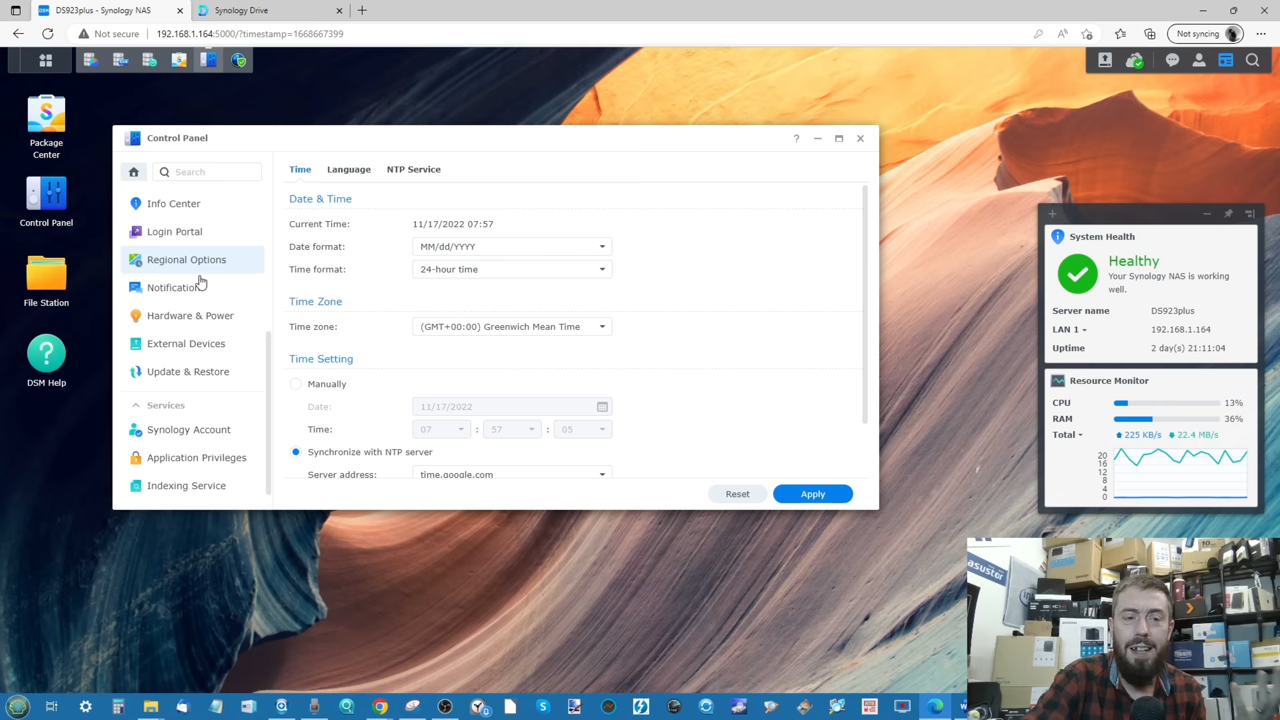 DS923plus - Synology NAS
Synology Drive
Not secure
192.168.1.164:5000/?timestamp=1668667399
Not syncing
Package
Center
Control Panel
File Station
DSM Help
Control Panel
Search
Info Center
Login Portal
Regional Options
Notification
Hardware & Power
External Devices
Update & Restore
Services
Synology Account
Application Privileges
Indexing Service
Time
Language
NTP Service
Date & Time
Current Time: 11/17/2022 07:57
Date format: MM/dd/YYYY
Time format: 24-hour time
Time Zone
Time zone: (GMT+00:00) Greenwich Mean Time
Time Setting
Manually
Date: 11/17/2022
Time: 07 : 57 : 05
Synchronize with NTP server
Server address: time.google.com
Reset
Apply
System Health
Healthy
Your Synology NAS is working
well.
Server name DS923plus
LAN 1 192.168.1.164
Uptime 2 day(s) 21:11:04
Resource Monitor
CPU 13%
RAM 36%
Total 225 KB/s 22.4 MB/s
20
16
12
8
4
0
asustor